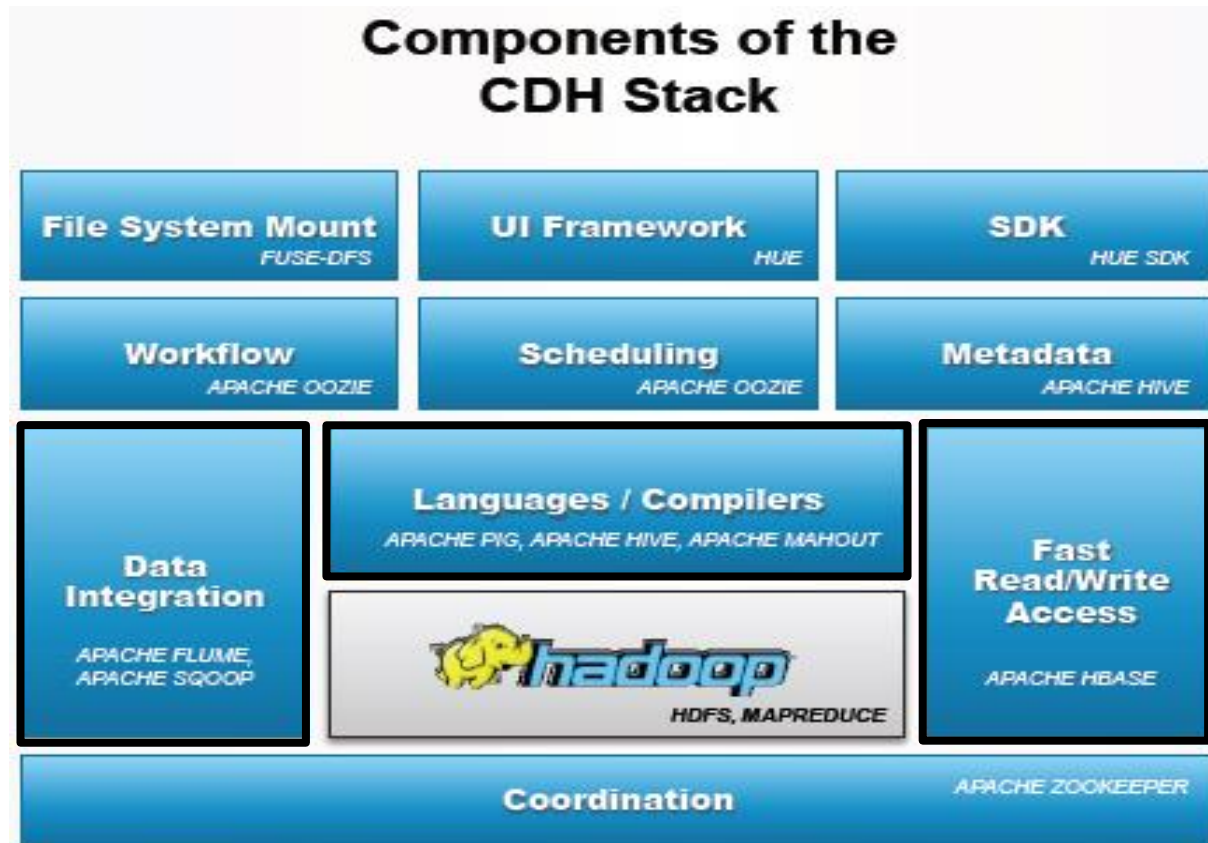 Components of the
CDH Stack
File System Mount
FUSE-DFS
UI Framework
HUE
SDK
HUE SDK
Workflow
APACHE OOZIE
Scheduling
APACHE OOZIE
Metadata
APACHE HIVE
Data
Integration
APACHE FLUME,
APACHE SQOOP
Languages / Compilers
APACHE PIG, APACHE HIVE, APACHE MAHOUT
hadoop
HDFS, MAPREDUCE
Fast
Read/Write
Access
APACHE HBASE
Coordination
APACHE ZOOKEEPER